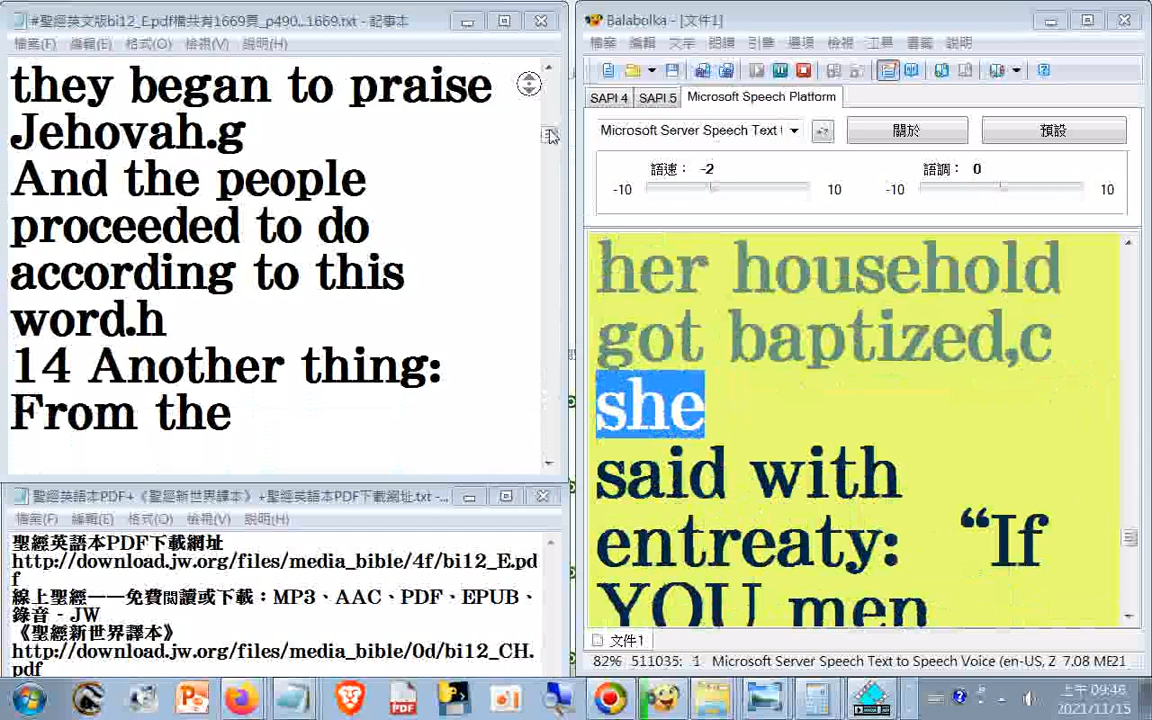 #聖經英文版bi12_E.pdf檔共有1669頁_p490...1669.txt - 記事本
檔案(F) 編輯(E) 格式(O) 檢視(V) 說明(H)
they began to praise
Jehovah.g
And the people
proceeded to do
according to this
word.h
14 Another thing:
From the
聖經英語本PDF+《聖經新世界譯本》+聖經英語本PDF下載網址.txt -...
檔案(F) 編輯(E) 格式(O) 檢視(V) 說明(H)
聖經英語本PDF下載網址
http://download.jw.org/files/media_bible/4f/bi12_E.pd
f
線上聖經——免費閱讀或下載：MP3、AAC、PDF、EPUB、
錄音 - JW
《聖經新世界譯本》
http://download.jw.org/files/media_bible/0d/bi12_CH.
pdf
Balabolka - [文件1]
檔案 編輯 文字 朗讀 引擎 選項 檢視 工具 書籤 說明
SAPI 4 SAPI 5 Microsoft Speech Platform
Microsoft Server Speech Text 關於 預設
語速： -2 語調： 0
-10 10 -10 10
her household
got baptized,c
she
said with
entreaty: “If
YOU men
文件1
82% 511035: 1 Microsoft Server Speech Text to Speech Voice (en-US, Z 7.08 ME21
上午 09:46
2021/11/15